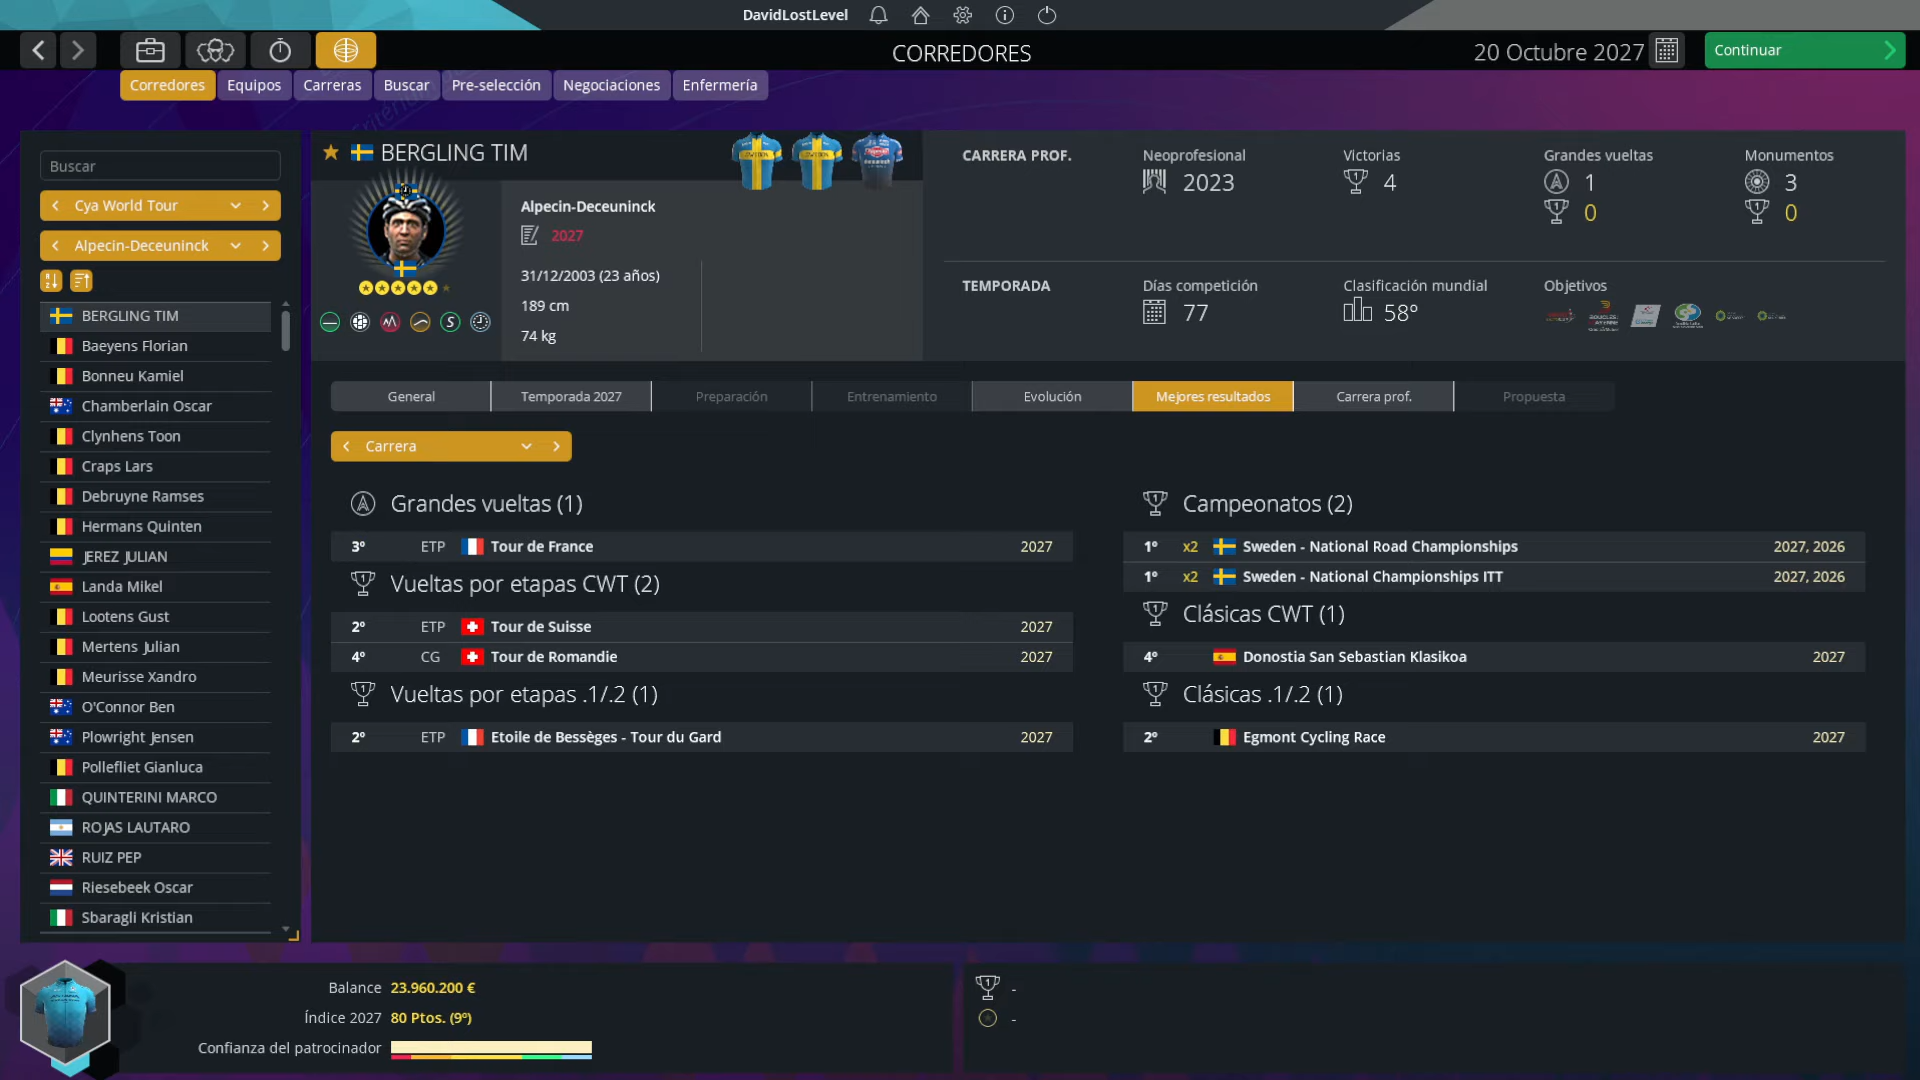 DavidLostLevel
CORREDORES
20 Octubre 2027
Continuar
Corredores
Equipos
Carreras
Buscar
Pre-selección
Negociaciones
Enfermería
Buscar
Cya World Tour
Alpecin-Deceuninck
BERGLING TIM
Baeyens Florian
Bonneu Kamiel
Chamberlain Oscar
Clynhens Toon
Craps Lars
Debruyne Ramses
Hermans Quinten
JEREZ JULIAN
Landa Mikel
Lootens Gust
Mertens Julian
Meurisse Xandro
O'Connor Ben
Plowright Jensen
Pollefliet Gianluca
QUINTERINI MARCO
ROJAS LAUTARO
RUIZ PEP
Riesebeek Oscar
Sbaragli Kristian
BERGLING TIM
Alpecin-Deceuninck
2027
31/12/2003 (23 años)
189 cm
74 kg
CARRERA PROF.
Neoprofesional
2023
Victorias
4
Grandes vueltas
1
0
Monumentos
3
0
TEMPORADA
Días competición
77
Clasificación mundial
58º
Objetivos
General
Temporada 2027
Preparación
Entrenamiento
Evolución
Mejores resultados
Carrera prof.
Propuesta
Carrera
Grandes vueltas (1)
3º ETP Tour de France 2027
Vueltas por etapas CWT (2)
2º ETP Tour de Suisse 2027
4º CG Tour de Romandie 2027
Vueltas por etapas .1/.2 (1)
2º ETP Etoile de Bessèges - Tour du Gard 2027
Campeonatos (2)
1º x2 Sweden - National Road Championships 2027, 2026
1º x2 Sweden - National Championships ITT 2027, 2026
Clásicas CWT (1)
4º Donostia San Sebastian Klasikoa 2027
Clásicas .1/.2 (1)
2º Egmont Cycling Race 2027
Balance 23.960.200 €
Índice 2027 80 Ptos. (9º)
Confianza del patrocinador
-
-